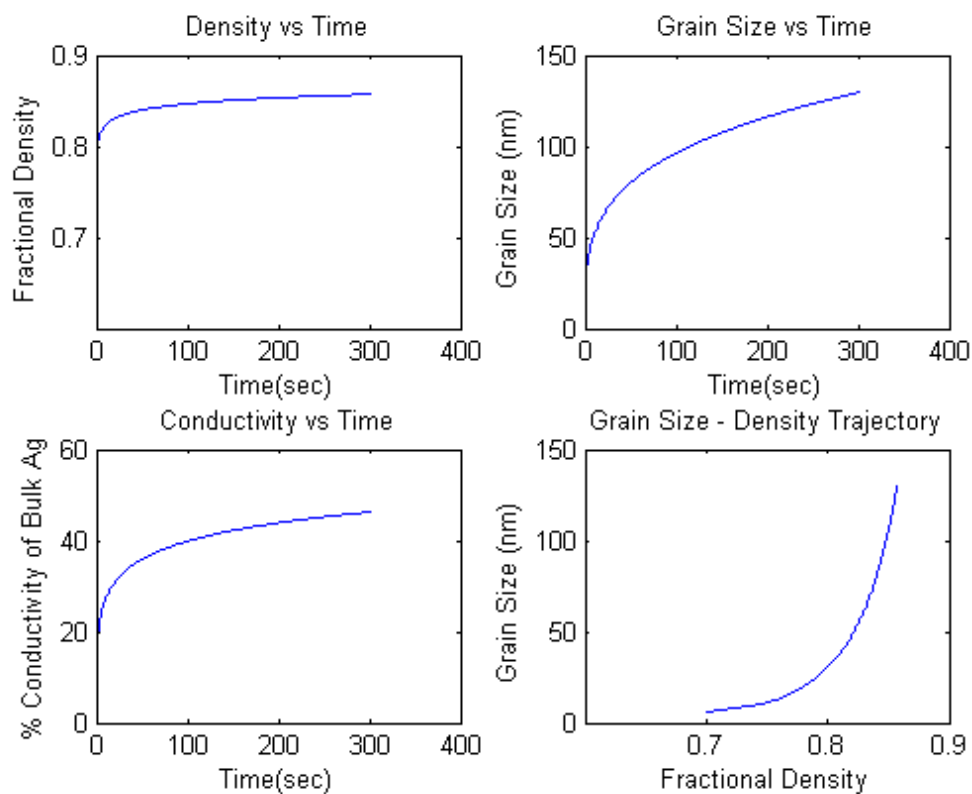 Density vs Time
Fractional Density
0.9
0.8
0.7
0 100 200 300 400
Time(sec)
Grain Size vs Time
Grain Size (nm)
150
100
50
0
0 100 200 300 400
Time(sec)
Conductivity vs Time
% Conductivity of Bulk Ag
60
40
20
0
0 100 200 300 400
Time(sec)
Grain Size - Density Trajectory
Grain Size (nm)
150
100
50
0
0.7 0.8 0.9
Fractional Density